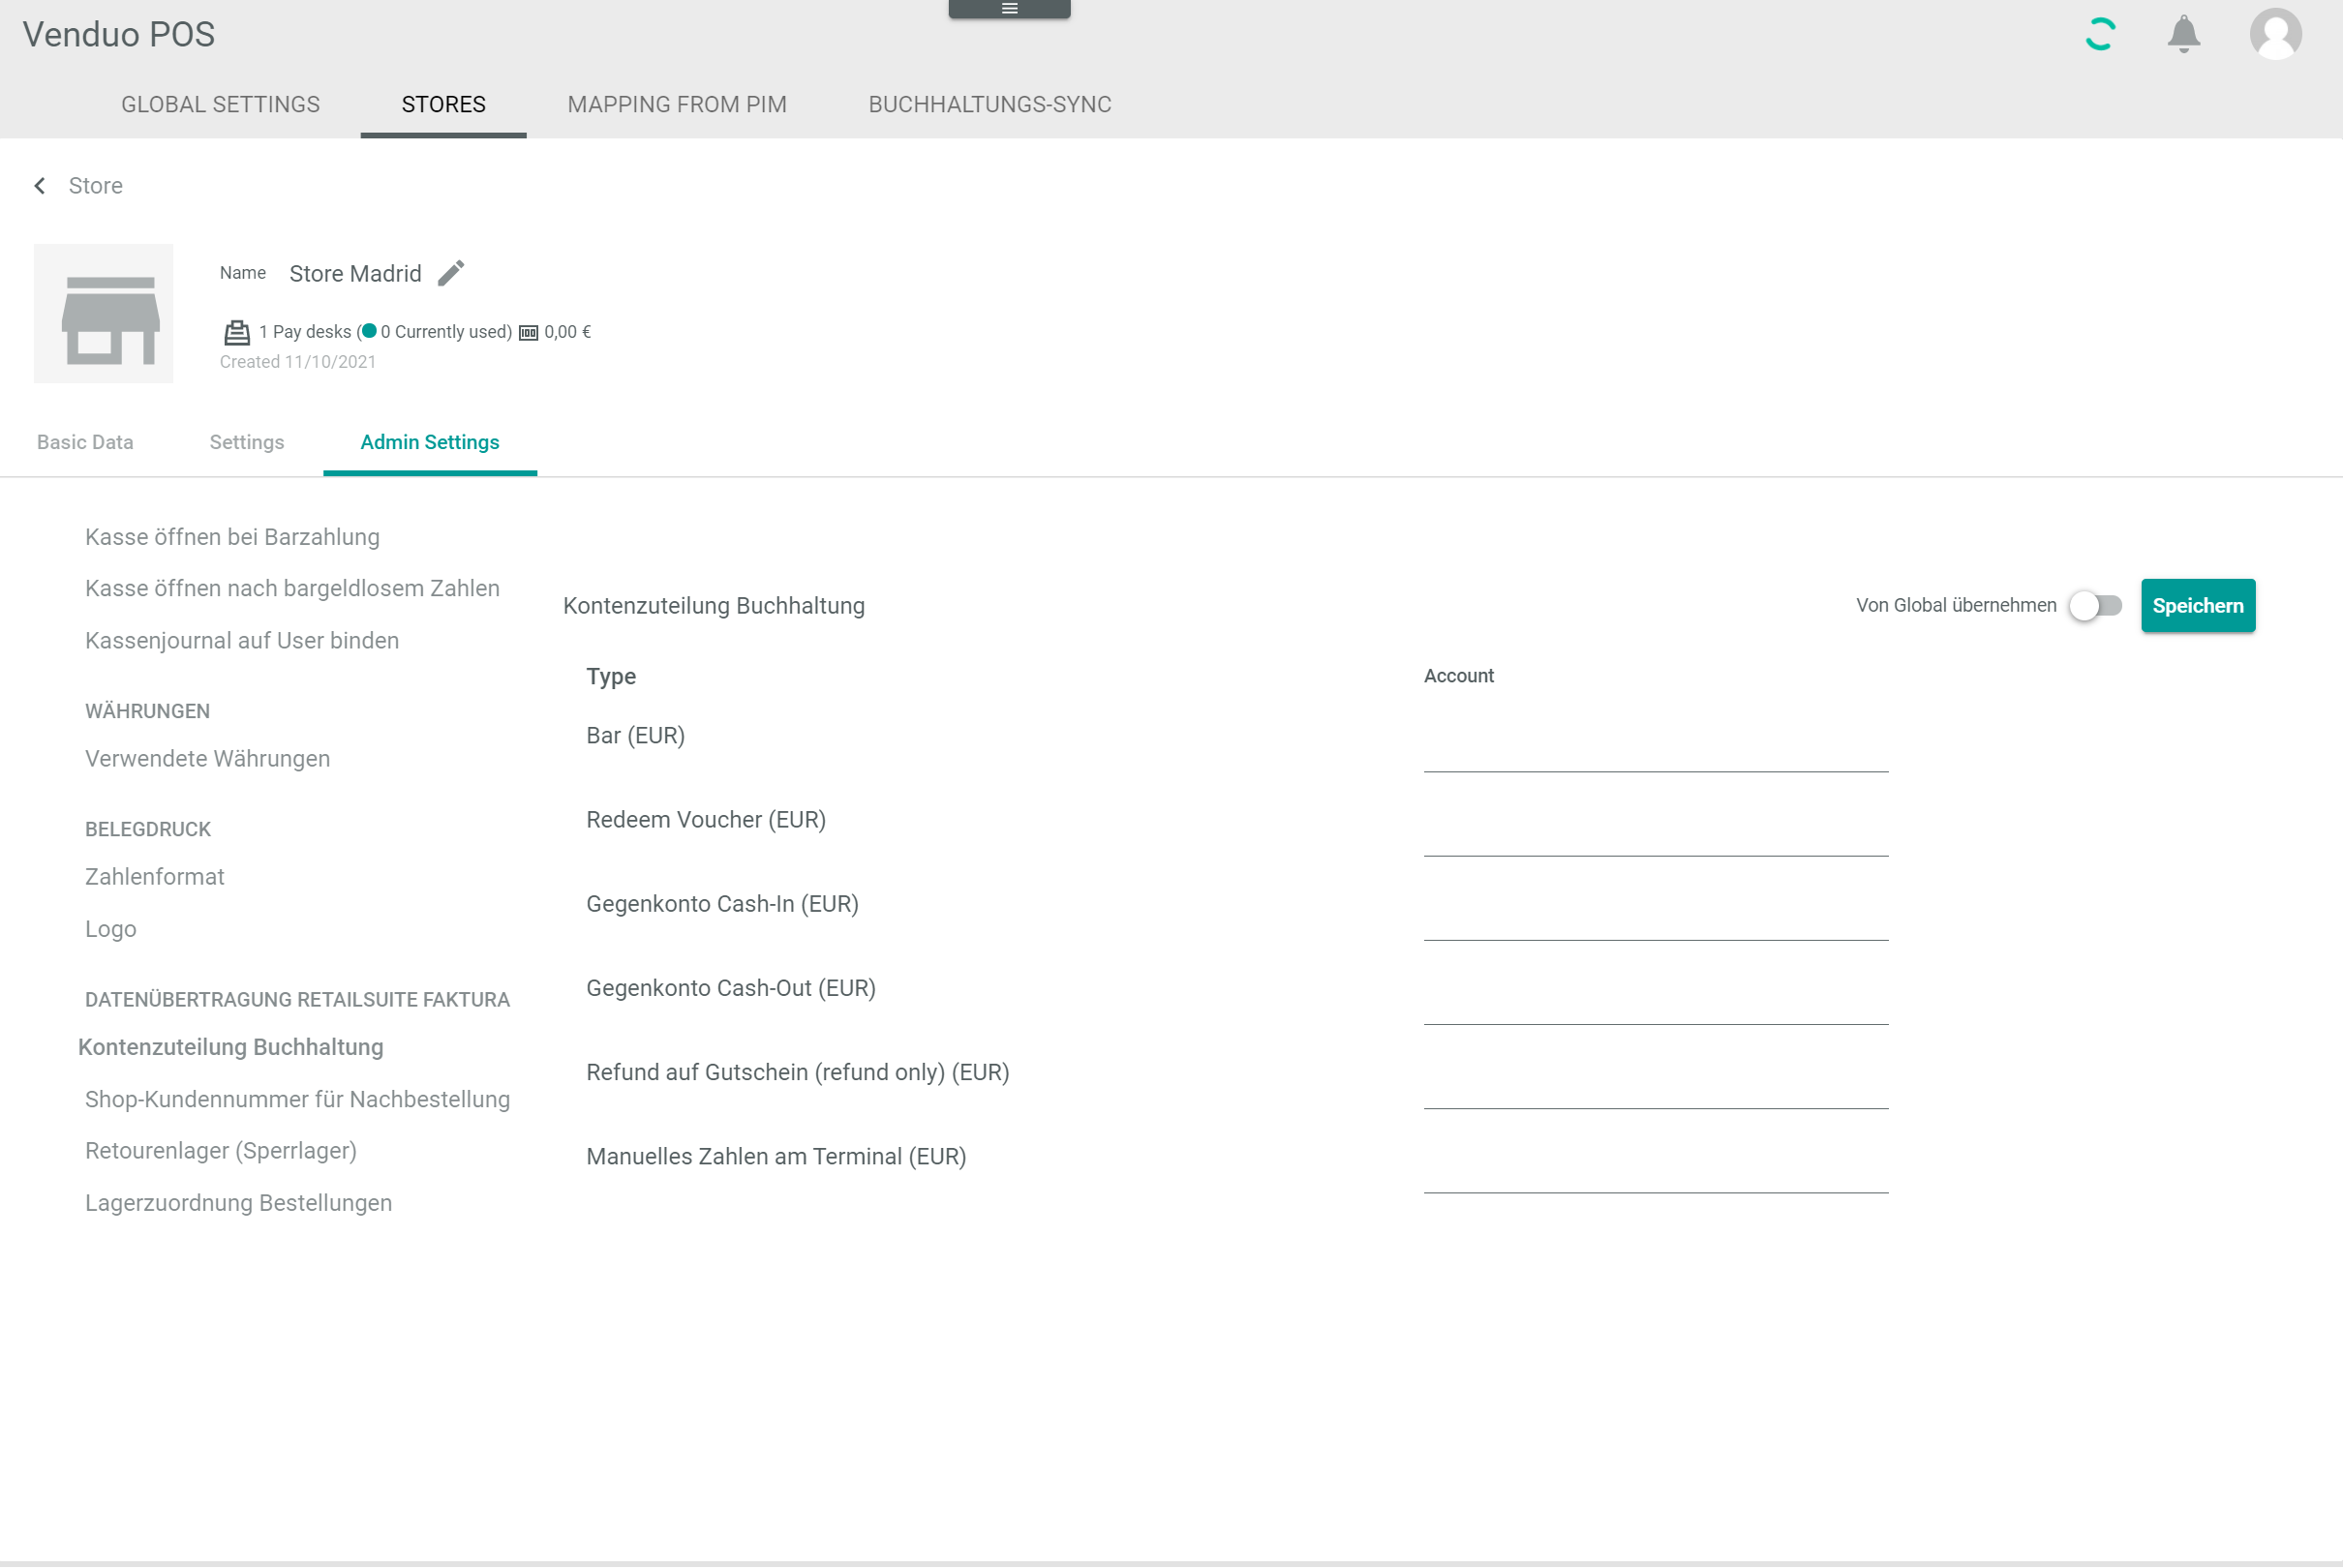 Venduo POS
GLOBAL SETTINGS STORES MAPPING FROM PIM BUCHHALTUNGS-SYNC
Store
Name Store Madrid
1 Pay desks ( 0 Currently used) 0,00 €
Created 11/10/2021
Basic Data Settings Admin Settings
Kasse öffnen bei Barzahlung
Kasse öffnen nach bargeldlosem Zahlen
Kassenjournal auf User binden
WÄHRUNGEN
Verwendete Währungen
BELEGDRUCK
Zahlenformat
Logo
DATENÜBERTRAGUNG RETAILSUITE FAKTURA
Kontenzuteilung Buchhaltung
Shop-Kundennummer für Nachbestellung
Retourenlager (Sperrlager)
Lagerzuordnung Bestellungen
Kontenzuteilung Buchhaltung Von Global übernehmen Speichern
Type Account
Bar (EUR)
Redeem Voucher (EUR)
Gegenkonto Cash-In (EUR)
Gegenkonto Cash-Out (EUR)
Refund auf Gutschein (refund only) (EUR)
Manuelles Zahlen am Terminal (EUR)